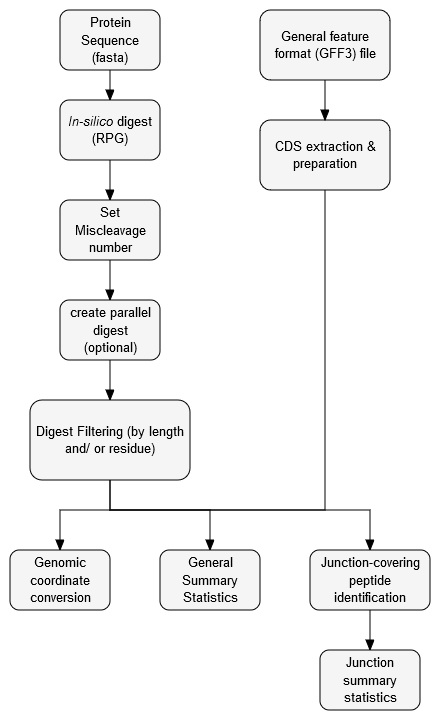 Protein
Sequence
(fasta)
General feature
format (GFF3) file
In-silico digest
(RPG)
CDS extraction &
preparation
Set
Miscleavage
number
create parallel
digest
(optional)
Digest Filtering (by length
and/ or residue)
Genomic
coordinate
conversion
General
Summary
Statistics
Junction-covering
peptide
identification
Junction
summary
statistics